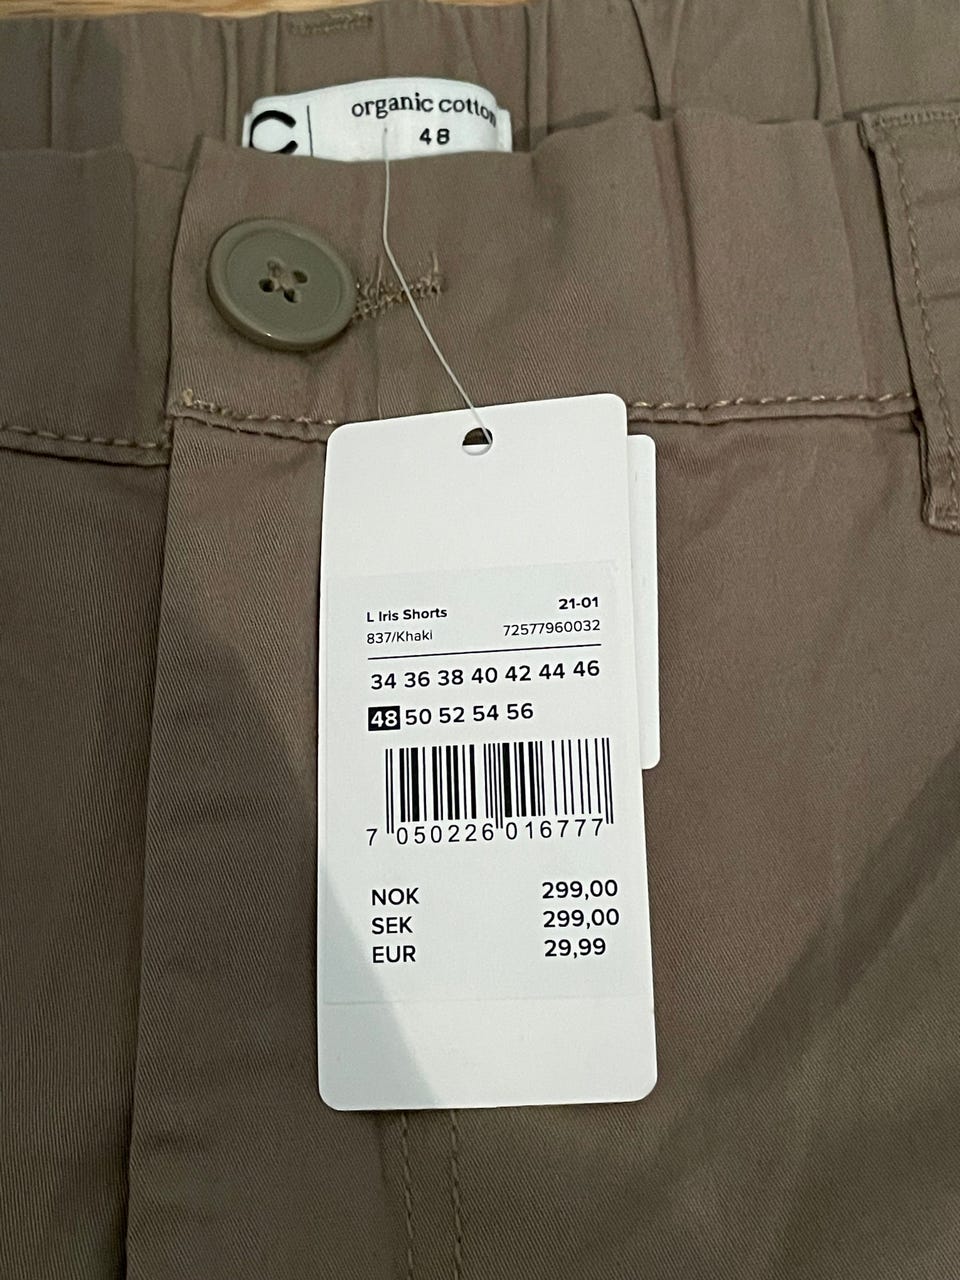 organic cotton
48
L Iris Shorts 21-01
837/Khaki 72577960032
34 36 38 40 42 44 46
48 50 52 54 56
7 050226 016777
NOK 299,00
SEK 299,00
EUR 29,99